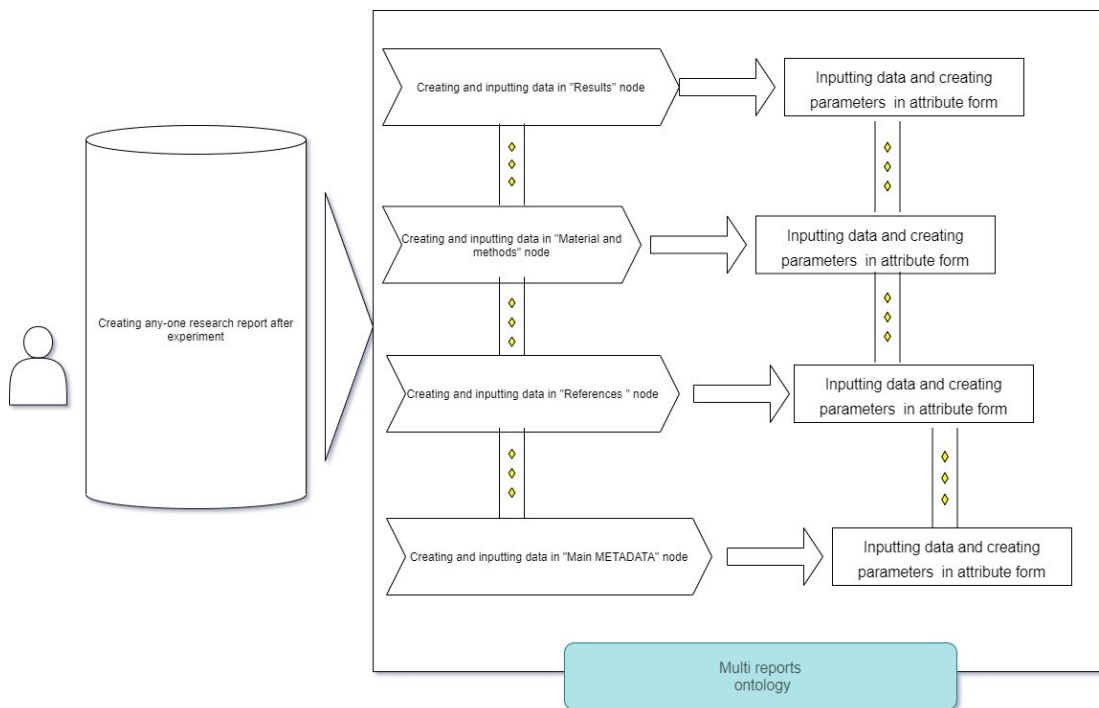 Creating and inputting data in "Results" node
Inputting data and creating
parameters in attribute form
Creating and inputting data in "Material and
methods" node
Inputting data and creating
parameters in attribute form
Creating any-one research report after
experiment
Creating and inputting data in "References " node
Inputting data and creating
parameters in attribute form
Creating and inputting data in "Main METADATA" node
Inputting data and creating
parameters in attribute form
Multi reports
ontology